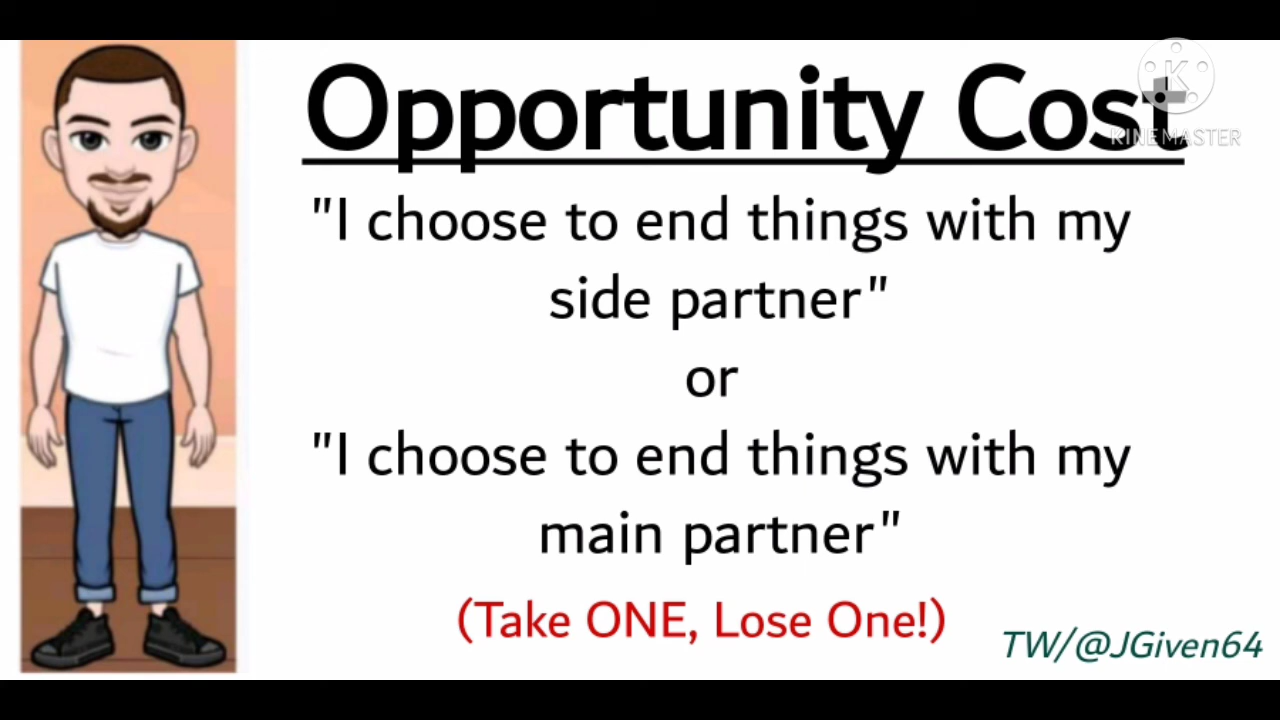 Opportunity Cost
KINEMASTER
"I choose to end things with my
side partner"
or
"I choose to end things with my
main partner"
(Take ONE, Lose One!)
TW/@JGiven64